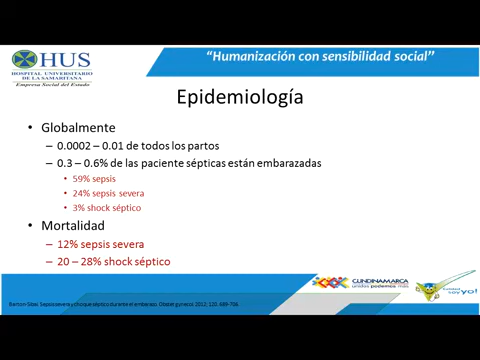 HUS
HOSPITAL UNIVERSITARIO
DE LA SAMARITANA
Empresa Social del Estado
“Humanización con sensibilidad social”
Epidemiología
• Globalmente
– 0.0002 – 0.01 de todos los partos
– 0.3 – 0.6% de las paciente sépticas están embarazadas
• 59% sepsis
• 24% sepsis severa
• 3% shock séptico
• Mortalidad
– 12% sepsis severa
– 20 – 28% shock séptico
Barton-Sibai. Sepsis severa y choque séptico durante el embarazo. Obstet gynecol. 2012; 120: 689-706
CUNDINAMARCA
unidos podemos más
soy yo!